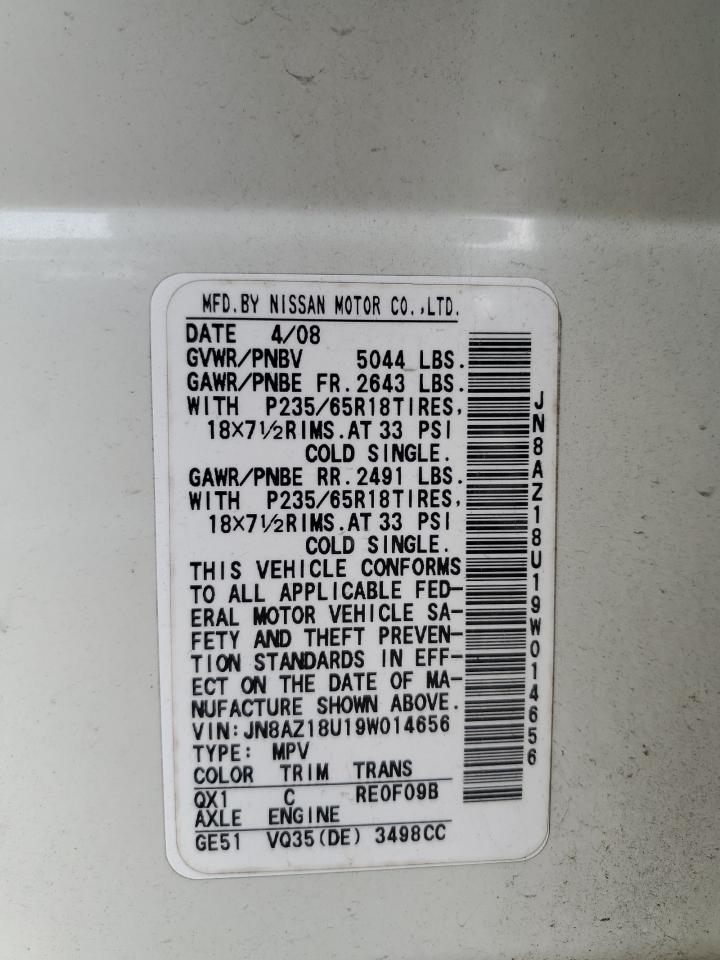 MFD.BY NISSAN MOTOR CO.,LTD.
DATE 4/08
GVWR/PNBV 5044 LBS.
GAWR/PNBE FR.2643 LBS.
WITH P235/65R18TIRES,
18×7½RIMS.AT 33 PSI
COLD SINGLE.
GAWR/PNBE RR.2491 LBS.
WITH P235/65R18TIRES,
18×7½RIMS.AT 33 PSI
COLD SINGLE.
THIS VEHICLE CONFORMS
TO ALL APPLICABLE FED-
ERAL MOTOR VEHICLE SA-
FETY AND THEFT PREVEN-
TION STANDARDS IN EFF-
ECT ON THE DATE OF MA-
NUFACTURE SHOWN ABOVE.
VIN:JN8AZ18U19W014656
TYPE: MPV
COLOR TRIM TRANS
QX1 C RE0F09B
AXLE ENGINE
GE51 VQ35(DE) 3498CC
JN8AZ18U19W014656